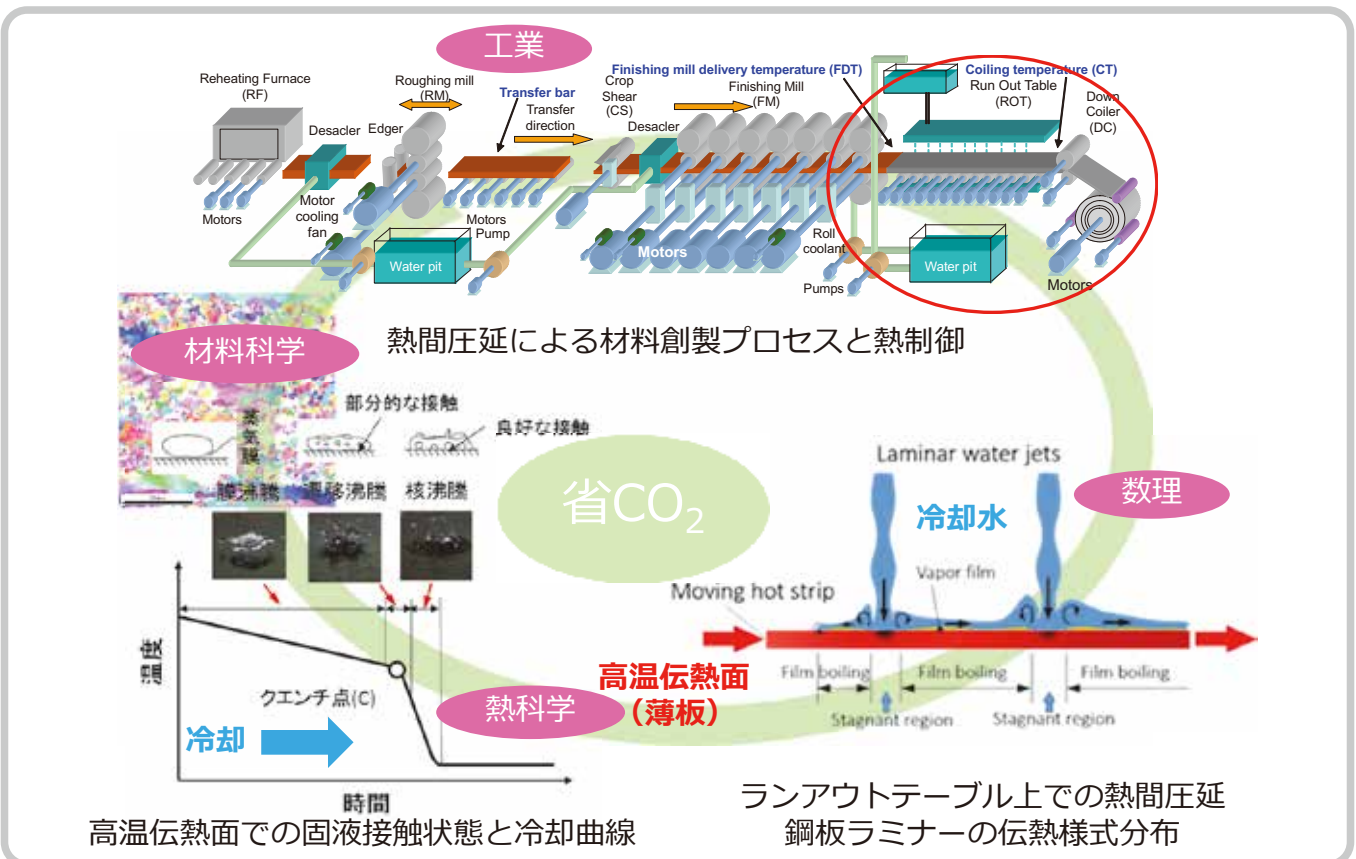 工業
Reheating Furnace
(RF)
Desacler
Edger
Roughing mill
(RM)
Transfer bar
Transfer
direction
Crop
Shear
(CS)
Desacler
Finishing mill delivery temperature (FDT)
Finishing Mill
(FM)
Coiling temperature (CT)
Run Out Table
(ROT)
Down
Coiler
(DC)
Motors
Motor
cooling
fan
Water pit
Motors
Pump
Motors
Roll
coolant
Pumps
Water pit
Motors
材料科学
熱間圧延による材料創製プロセスと熱制御
部分的な接触
良好な接触
蒸気膜
膜沸騰
遷移沸騰
核沸騰
省CO₂
数理
Laminar water jets
冷却水
Vapor film
Moving hot strip
高温伝熱面
（薄板）
Film boiling
Film boiling
Film boiling
Stagnant region
Stagnant region
温度
クエンチ点(C)
熱科学
冷却
時間
高温伝熱面での固液接触状態と冷却曲線
ランアウトテーブル上での熱間圧延
鋼板ラミナーの伝熱様式分布